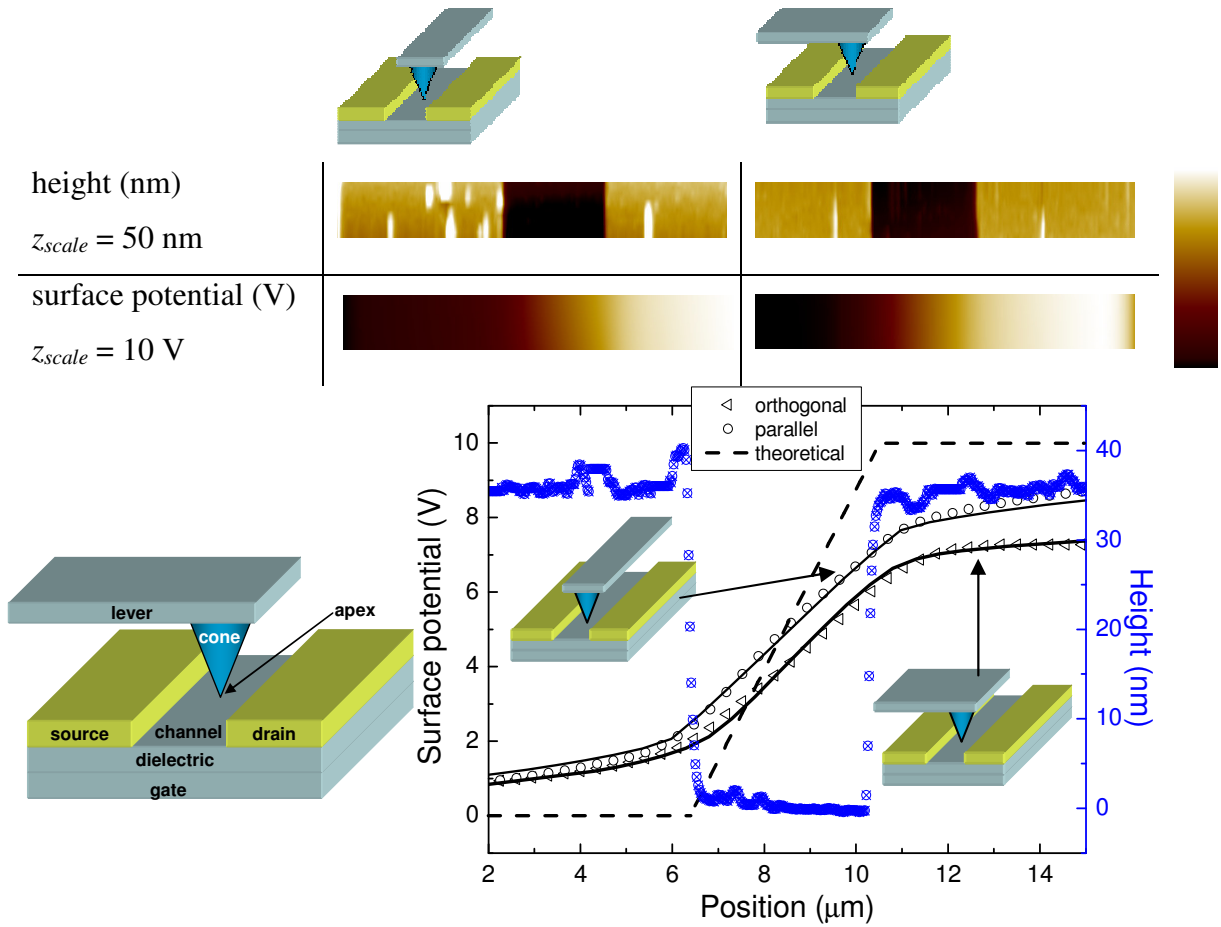 height (nm)
z_scale = 50 nm
surface potential (V)
z_scale = 10 V
lever
cone
apex
source
channel
drain
dielectric
gate
orthogonal
parallel
theoretical
10
8
6
4
2
0
Surface potential (V)
40
30
20
10
0
Height (nm)
2
4
6
8
10
12
14
Position (μm)